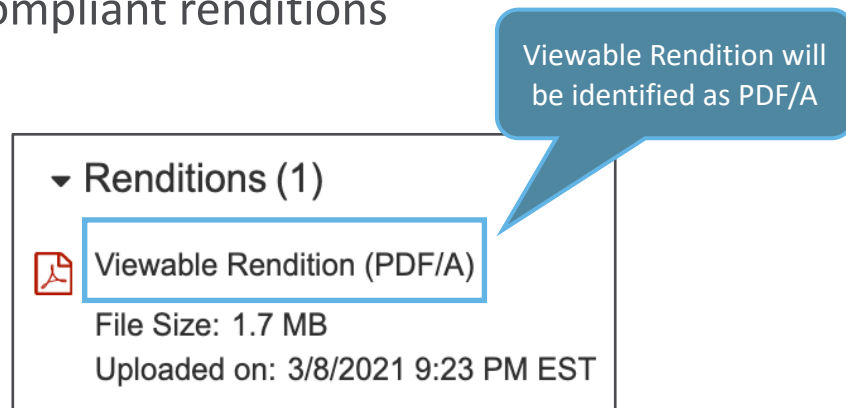 ompliant renditions
Viewable Rendition will
be identified as PDF/A
Renditions (1)
Viewable Rendition (PDF/A)
File Size: 1.7 MB
Uploaded on: 3/8/2021 9:23 PM EST